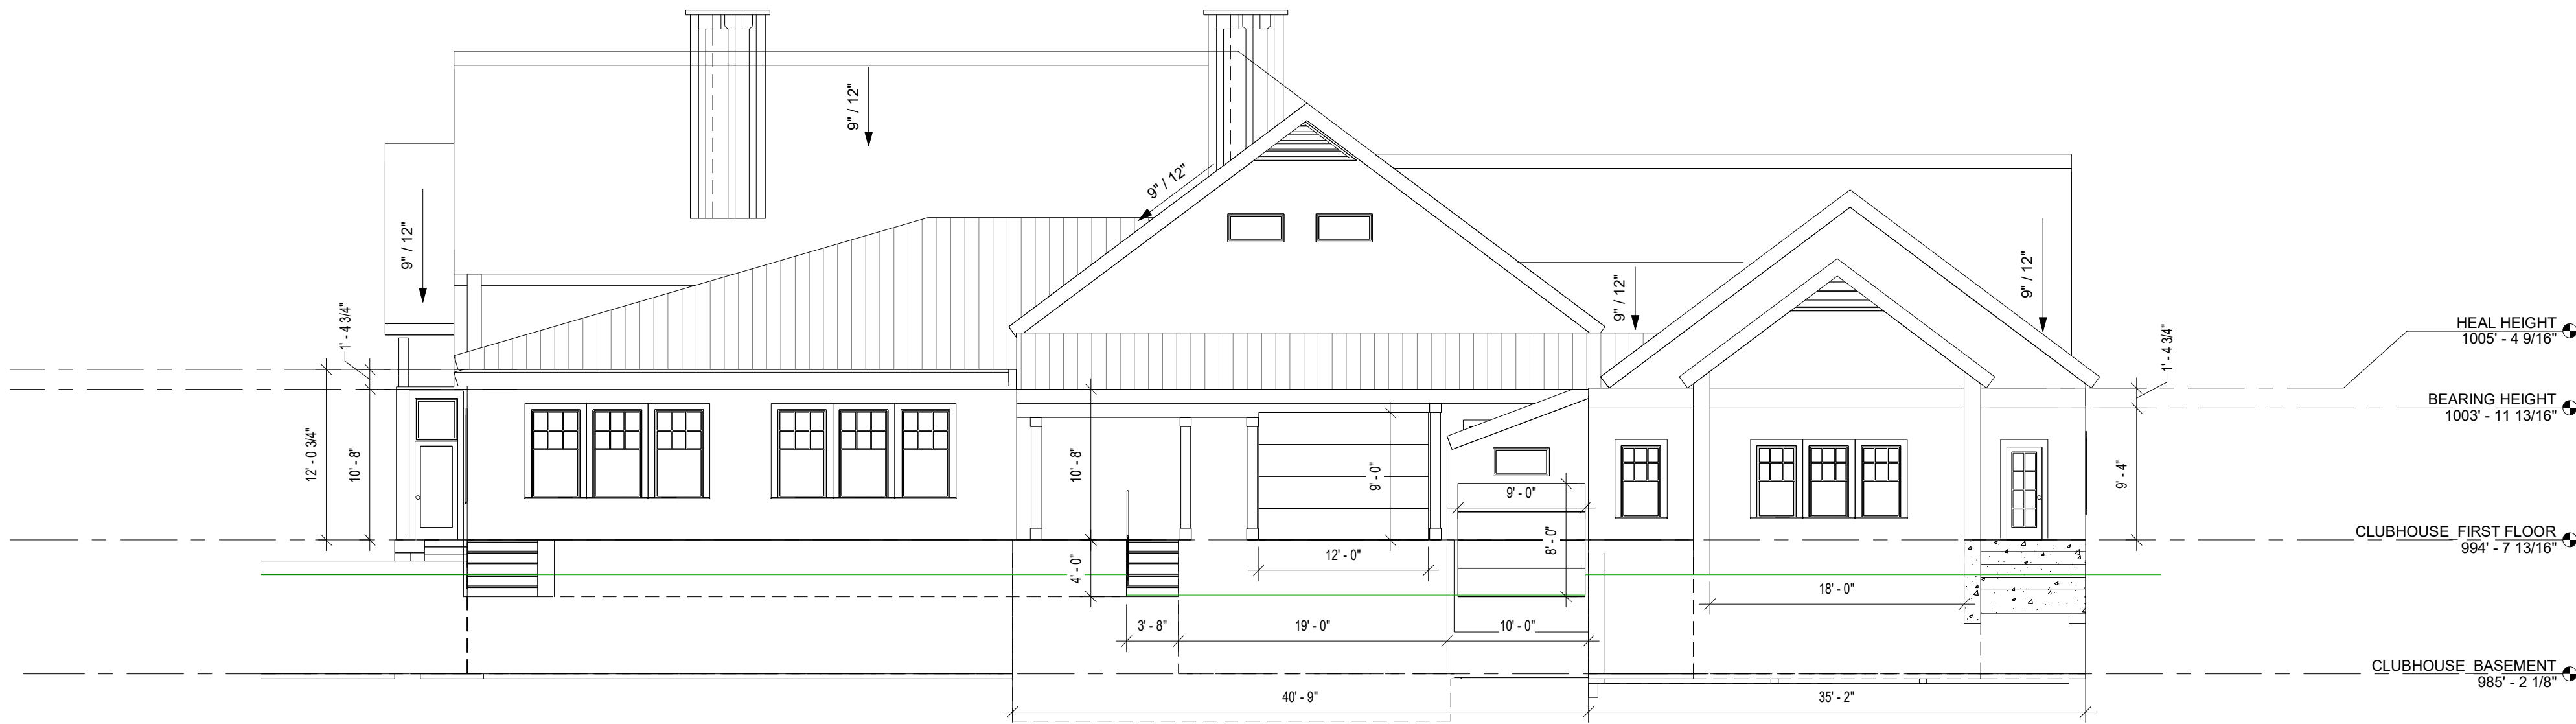 9" / 12"
9" / 12"
9" / 12"
9" / 12"
9" / 12"
1' - 4 3/4"
12' - 0 3/4"
10' - 8"
10' - 8"
4' - 0"
9' - 0"
9' - 0"
8' - 0"
12' - 0"
3' - 8"
19' - 0"
10' - 0"
18' - 0"
40' - 9"
35' - 2"
1' - 4 3/4"
9' - 4"
HEAL HEIGHT
1005' - 4 9/16"
BEARING HEIGHT
1003' - 11 13/16"
CLUBHOUSE_FIRST FLOOR
994' - 7 13/16"
CLUBHOUSE_BASEMENT
985' - 2 1/8"